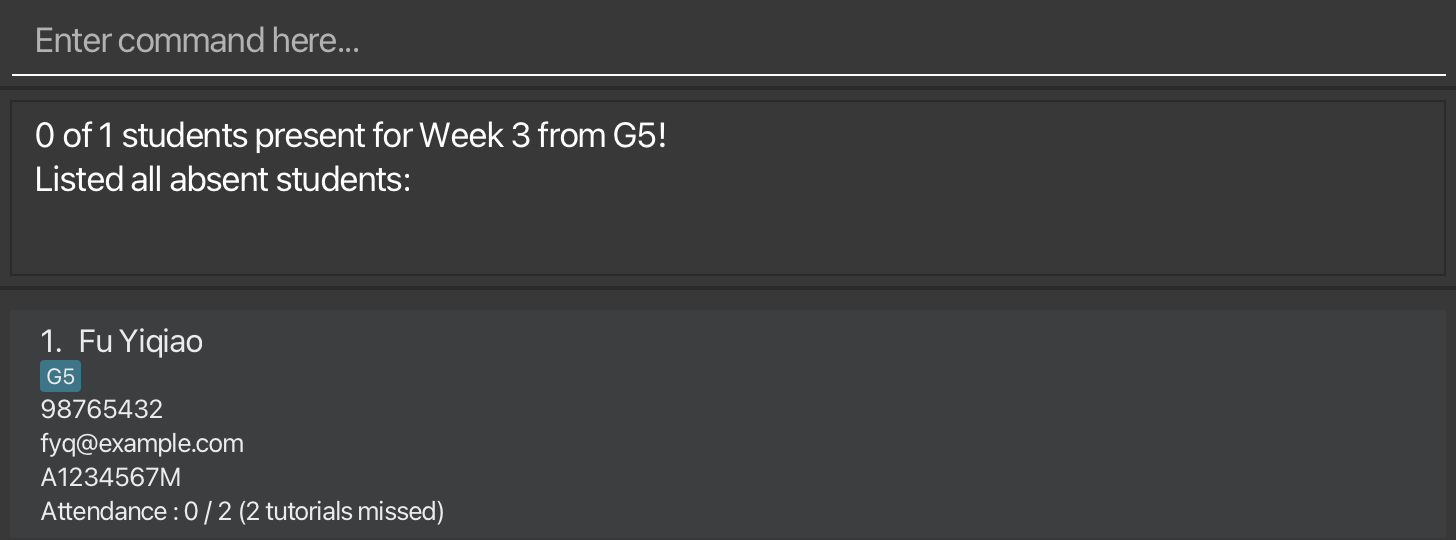 Enter command here...
0 of 1 students present for Week 3 from G5!
Listed all absent students:
1. Fu Yiqiao
G5
98765432
fyq@example.com
A1234567M
Attendance : 0 / 2 (2 tutorials missed)